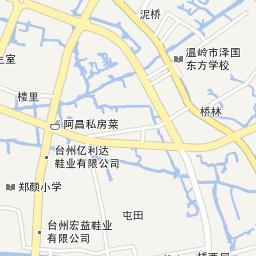 泥桥
温岭市泽国
东方学校
王室
楼里
桥林
阿昌私房菜
台州亿利达
鞋业有限公司
郑颜小学
屯田
台州宏益鞋业
有限公司